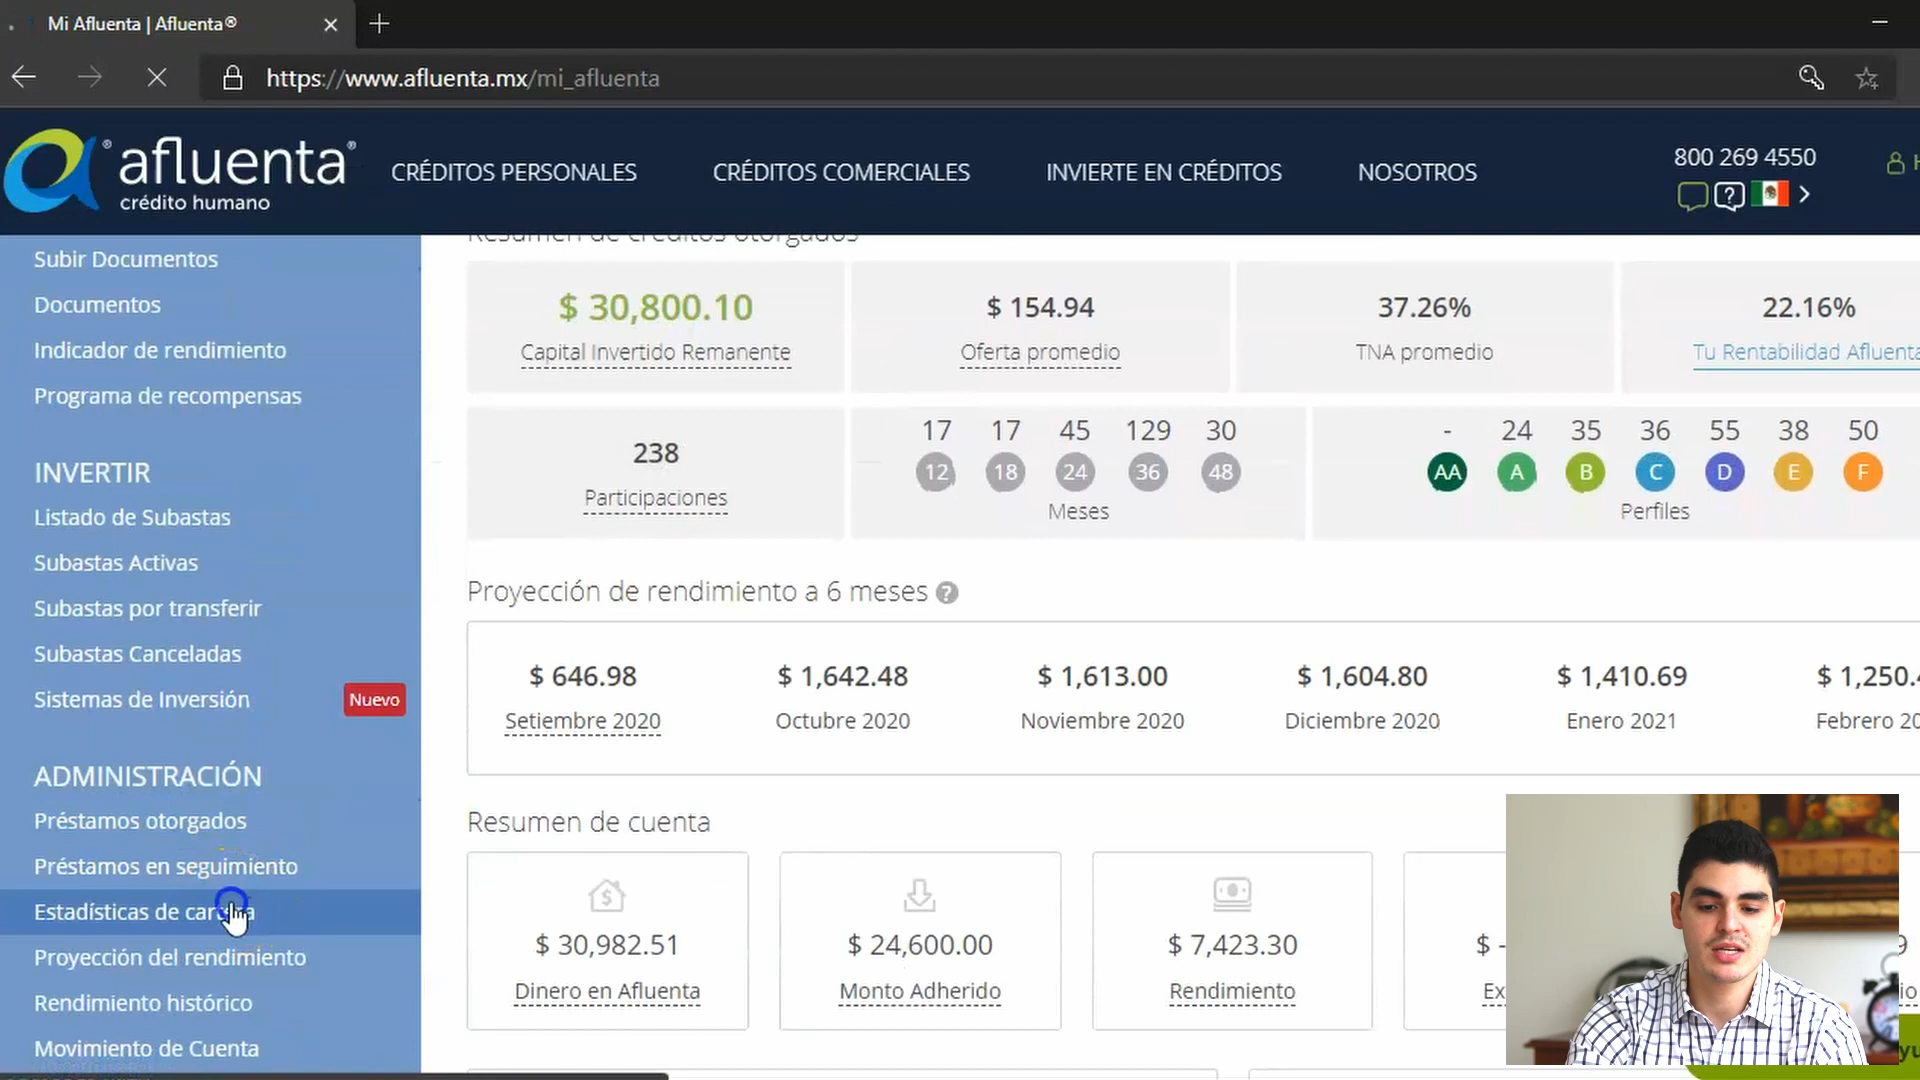 Mi Afluenta | Afluenta®
https://www.afluenta.mx/mi_afluenta
afluenta®
crédito humano
CRÉDITOS PERSONALES
CRÉDITOS COMERCIALES
INVIERTE EN CRÉDITOS
NOSOTROS
800 269 4550
Subir Documentos
Documentos
Indicador de rendimiento
Programa de recompensas
INVERTIR
Listado de Subastas
Subastas Activas
Subastas por transferir
Subastas Canceladas
Sistemas de Inversión
Nuevo
ADMINISTRACIÓN
Préstamos otorgados
Préstamos en seguimiento
Estadísticas de
Proyección del rendimiento
Rendimiento histórico
Movimiento de Cuenta
Resumen de créditos otorgados
$ 30,800.10
Capital Invertido Remanente
$ 154.94
Oferta promedio
37.26%
TNA promedio
22.16%
Tu Rentabilidad Afluenta
238
Participaciones
17 17 45 129 30
12 18 24 36 48
Meses
- 24 35 36 55 38 50
AA A B C D E F
Perfiles
Proyección de rendimiento a 6 meses ?
$ 646.98
Setiembre 2020
$ 1,642.48
Octubre 2020
$ 1,613.00
Noviembre 2020
$ 1,604.80
Diciembre 2020
$ 1,410.69
Enero 2021
$ 1,250.
Febrero
Resumen de cuenta
$ 30,982.51
Dinero en Afluenta
$ 24,600.00
Monto Adherido
$ 7,423.30
Rendimiento
$ -